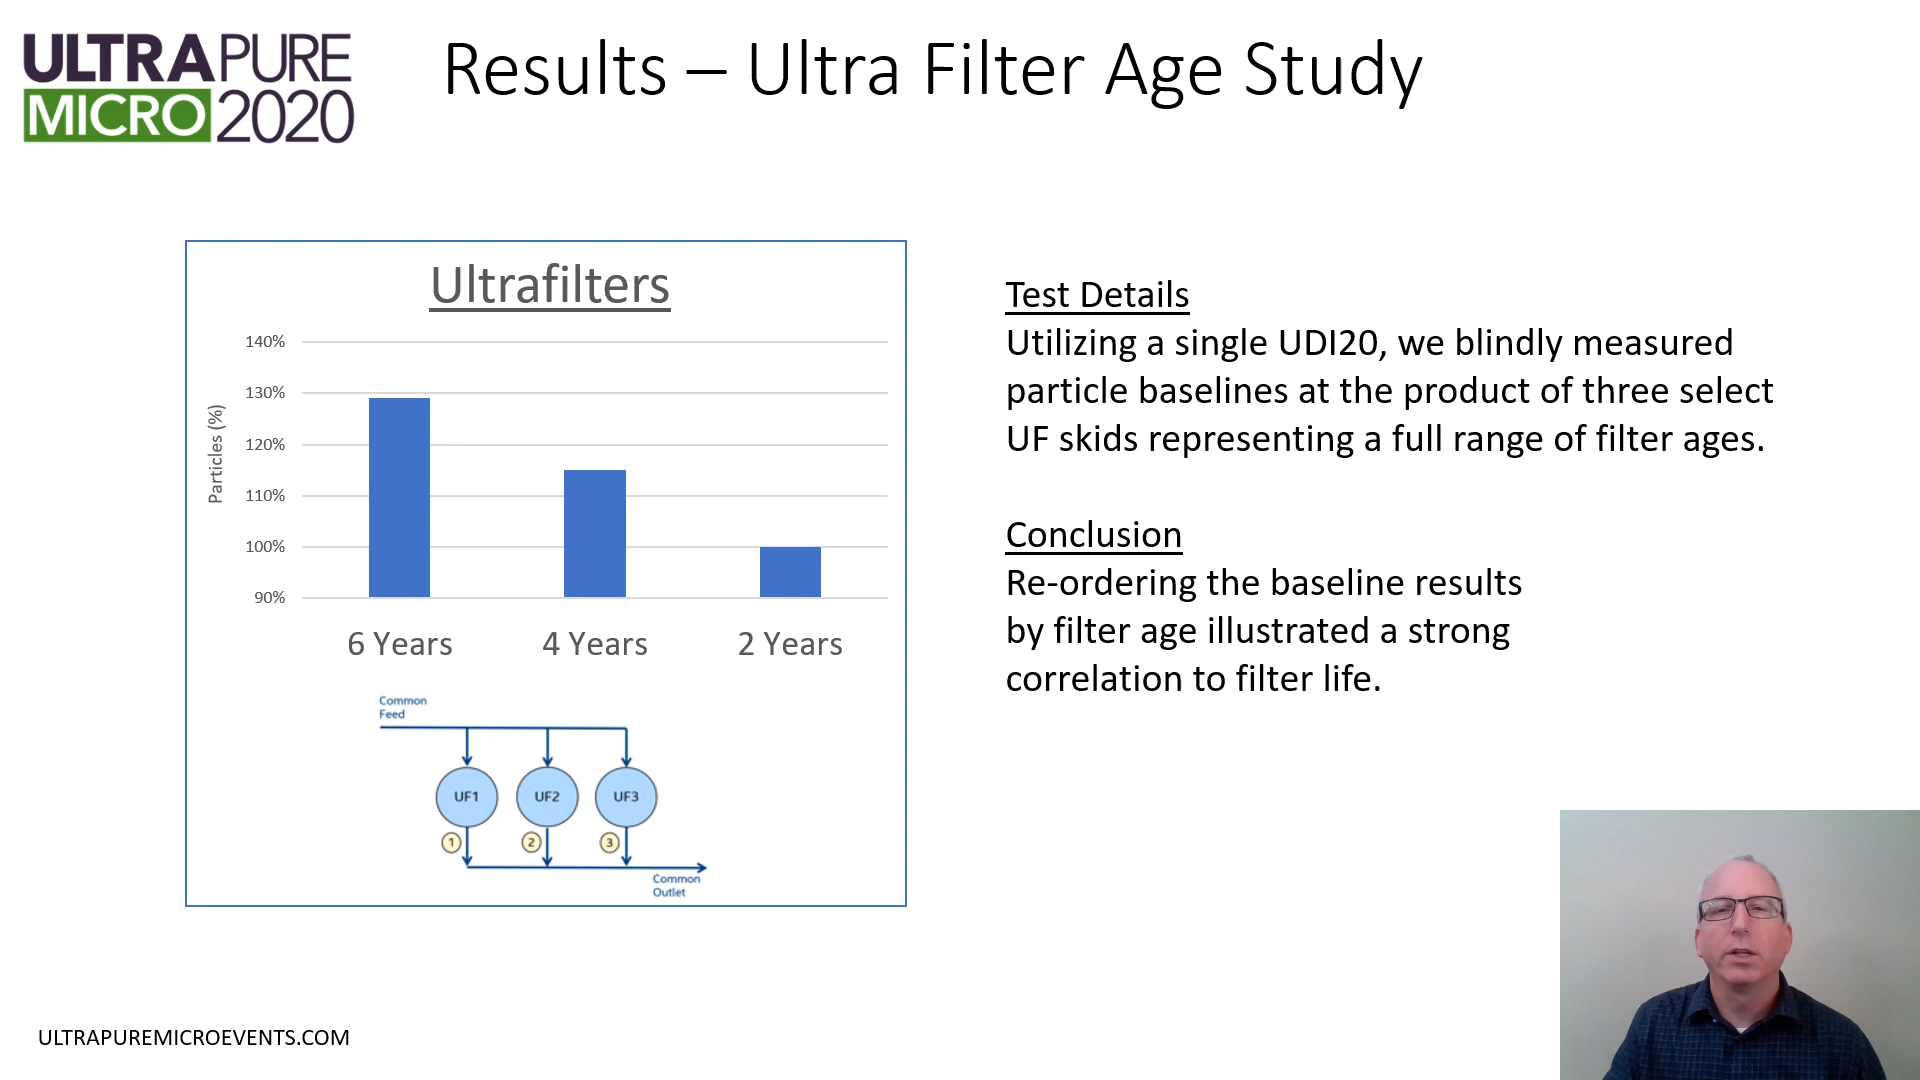 ULTRAPURE
MICRO 2020
Results – Ultra Filter Age Study
Ultrafilters
140%
130%
120%
110%
100%
90%
Particles (%)
6 Years
4 Years
2 Years
Common
Feed
UF1
UF2
UF3
1
2
3
Common
Outlet
Test Details
Utilizing a single UDI20, we blindly measured
particle baselines at the product of three select
UF skids representing a full range of filter ages.
Conclusion
Re-ordering the baseline results
by filter age illustrated a strong
correlation to filter life.
ULTRAPUREMICROEVENTS.COM